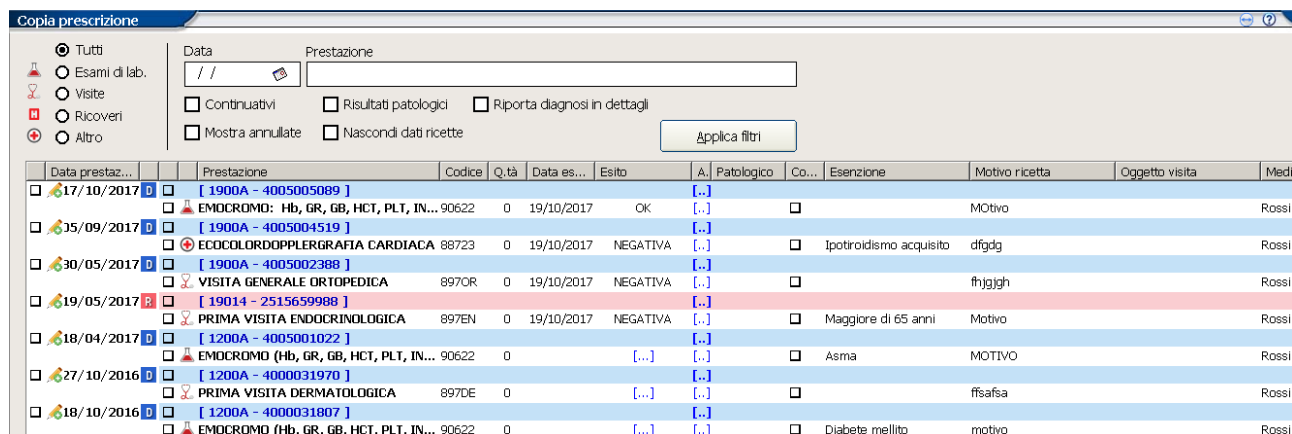 Copia prescrizione
Tutti
Esami di lab.
Visite
Ricoveri
Altro
Data Prestazione
/ /
Continuativi Risultati patologici Riporta diagnosi in dettagli
Mostra annullate Nascondi dati ricette Applica filtri
Data prestaz... Prestazione Codice Q.tà Data es... Esito A. Patologico Co... Esenzione Motivo ricetta Oggetto visita Medi
17/10/2017 D [ 1900A - 4005005089 ] [..]
EMOCROMO: Hb, GR, GB, HCT, PLT, IN... 90622 0 19/10/2017 OK [..] MOtivo Rossi
05/09/2017 D [ 1900A - 4005004519 ] [..]
ECOCOLORDOPPLERGRAFIA CARDIACA 88723 0 19/10/2017 NEGATIVA [..] Ipotiroidismo acquisito dfgdg Rossi
30/05/2017 D [ 1900A - 4005002388 ] [..]
VISITA GENERALE ORTOPEDICA 897OR 0 19/10/2017 NEGATIVA [..] fhjgjgh Rossi
19/05/2017 R [ 19014 - 2515659988 ] [..]
PRIMA VISITA ENDOCRINOLOGICA 897EN 0 19/10/2017 NEGATIVA [..] Maggiore di 65 anni Motivo Rossi
18/04/2017 D [ 1200A - 4005001022 ] [..]
EMOCROMO (Hb, GR, GB, HCT, PLT, IN... 90622 0 [...] [..] Asma MOTIVO Rossi
27/10/2016 D [ 1200A - 4000031970 ] [..]
PRIMA VISITA DERMATOLOGICA 897DE 0 [...] [..] ffsafsa Rossi
18/10/2016 D [ 1200A - 4000031807 ] [..]
EMOCROMO (Hb, GR, GB, HCT, PLT, IN... 90622 0 [...] [..] Diabete mellito motivo Rossi